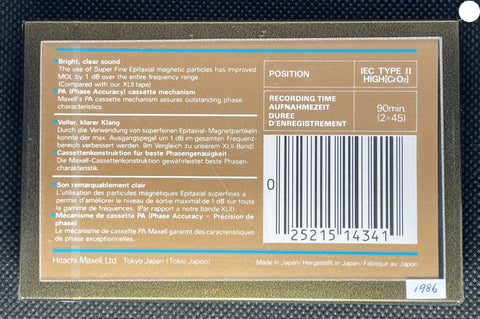 Bright, clear sound
The use of Super Fine Epitaxial magnetic particles has improved
MOL by 1 dB over the entire frequency range.
(Compared with our XLII tape)
PA (Phase Accuracy) cassette mechanism
Maxell's PA cassette mechanism assures outstanding phase
characteristics.
Voller, klarer Klang
Durch die Verwendung von superfeinen Epitaxial-Magnetpartikeln
konnte der max. Ausgangspegel um 1 dB im gesamten Frequenz-
bereich verbessert werden. (Im Vergleich zu unserem XLII-Band)
Cassettenkonstruktion für beste Phasengenauigkeit
Die Maxell-Cassettenkonstruktion gewährleistet beste Phasen-
charakteristik.
Son remarquablement clair
L'utilisation des particules magnétiques Epitaxial superfines a
permis d'améliorer le niveau de sortie maximal de 1 dB sur toute
la gamme de fréquences. (Par rapport a notre bande XLII)
Mécanisme de cassette PA (Phase Accuracy – Précision de
phase)
Le mécanisme de cassette PA Maxell garantit des caractéristiques
de phase exceptionnelles.
POSITION
IEC TYPE II
HIGH[CrO₂]
RECORDING TIME
AUFNAHMEZEIT
DUREE
D'ENREGISTREMENT
90min.
(2×45)
0
25215 14341
Hitachi Maxell Ltd Tokyo Japan (Tokio Japan)
Made in Japan/Hergestellt in Japan/Fabriqué au Japon
1986